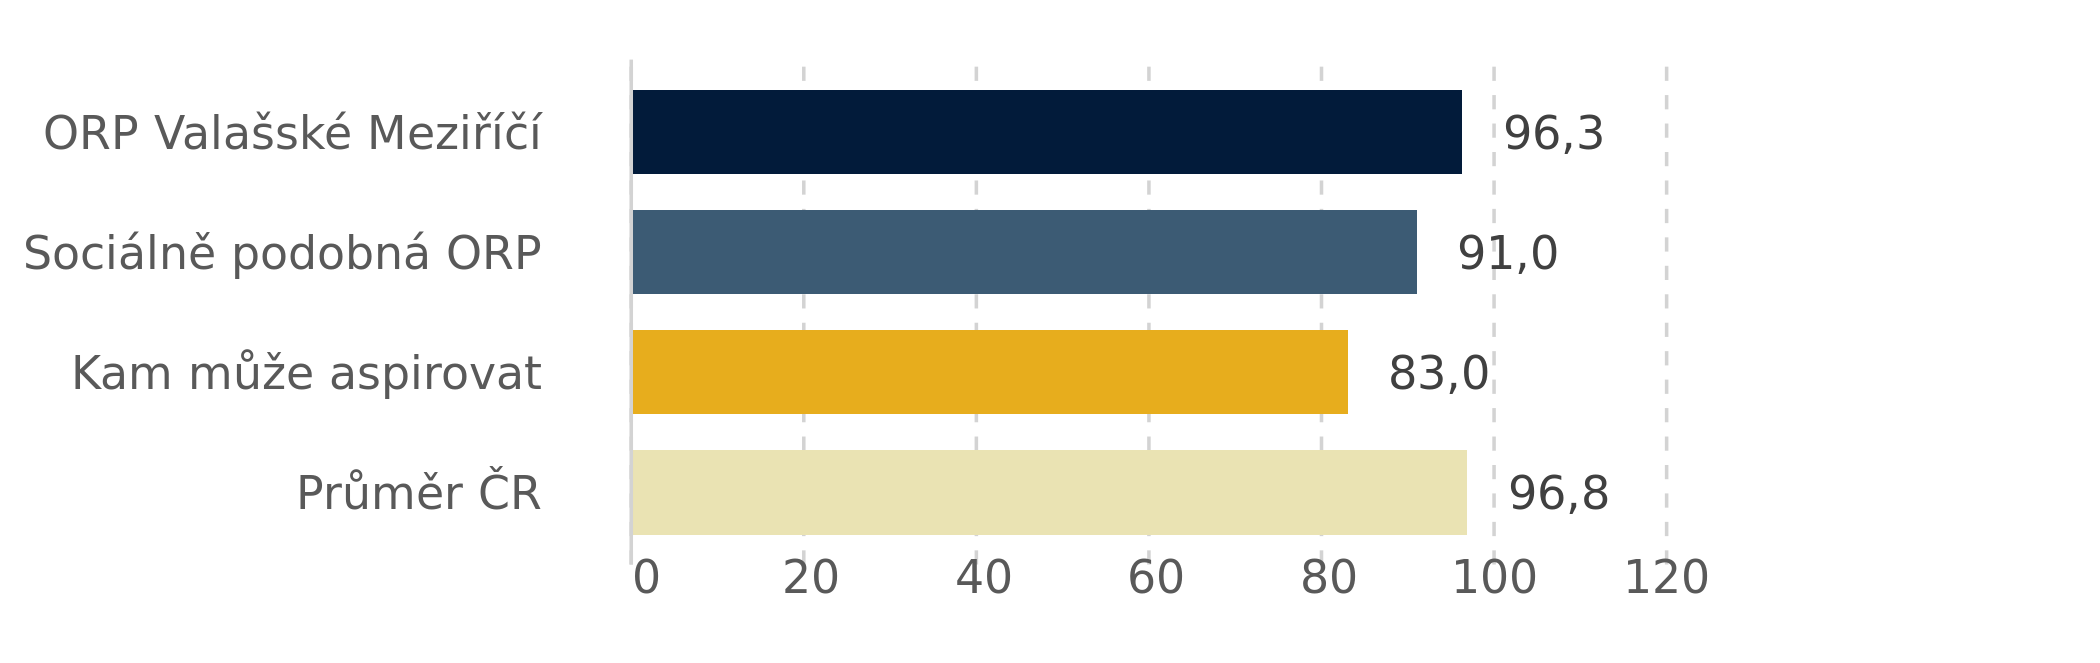 ORP Valašské Meziříčí 96,3
Sociálně podobná ORP 91,0
Kam může aspirovat 83,0
Průměr ČR 96,8
0 20 40 60 80 100 120